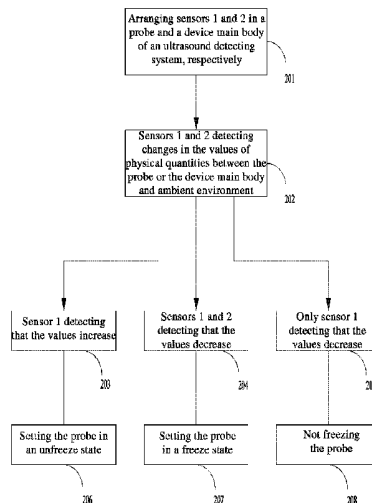 Arranging sensors 1 and 2 in a
probe and a device main body
of an ultrasound detecting
system, respectively
201
Sensors 1 and 2 detecting
changes in the values of
physical quantities between the
probe or the device main body
and ambient environment
202
Sensor 1 detecting
that the values increase
203
Sensors 1 and 2
detecting that the
values decrease
204
Only sensor 1
detecting that the
values decrease
Setting the probe in
an unfreeze state
206
Setting the probe
in a freeze state
207
Not freezing
the probe
208